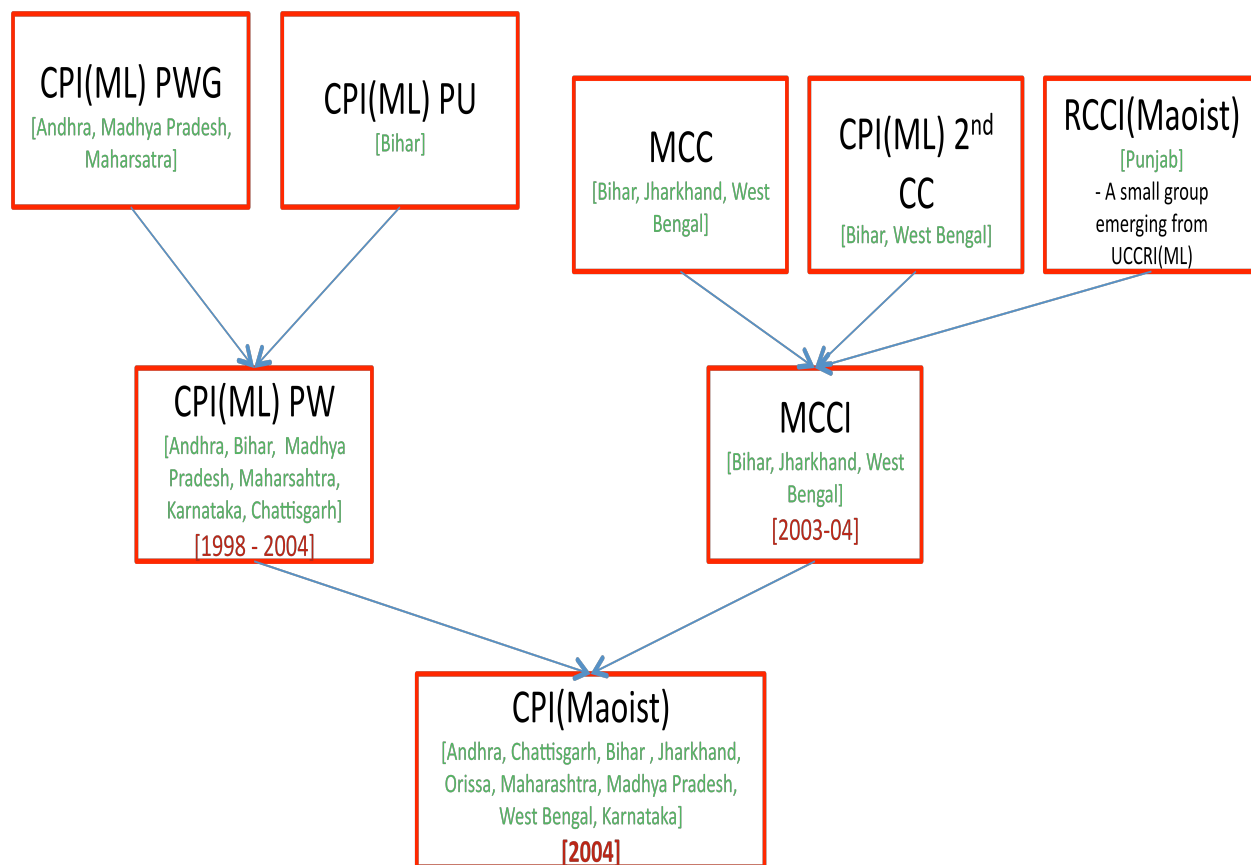 CPI(ML) PWG
[Andhra, Madhya Pradesh,
Maharsatra]
CPI(ML) PU
[Bihar]
MCC
[Bihar, Jharkhand, West
Bengal]
CPI(ML) 2nd
CC
[Bihar, West Bengal]
RCCI(Maoist)
[Punjab]
- A small group
emerging from
UCCRI(ML)
CPI(ML) PW
[Andhra, Bihar, Madhya
Pradesh, Maharsahtra,
Karnataka, Chattisgarh]
[1998 - 2004]
MCCI
[Bihar, Jharkhand, West
Bengal]
[2003-04]
CPI(Maoist)
[Andhra, Chattisgarh, Bihar , Jharkhand,
Orissa, Maharashtra, Madhya Pradesh,
West Bengal, Karnataka]
[2004]